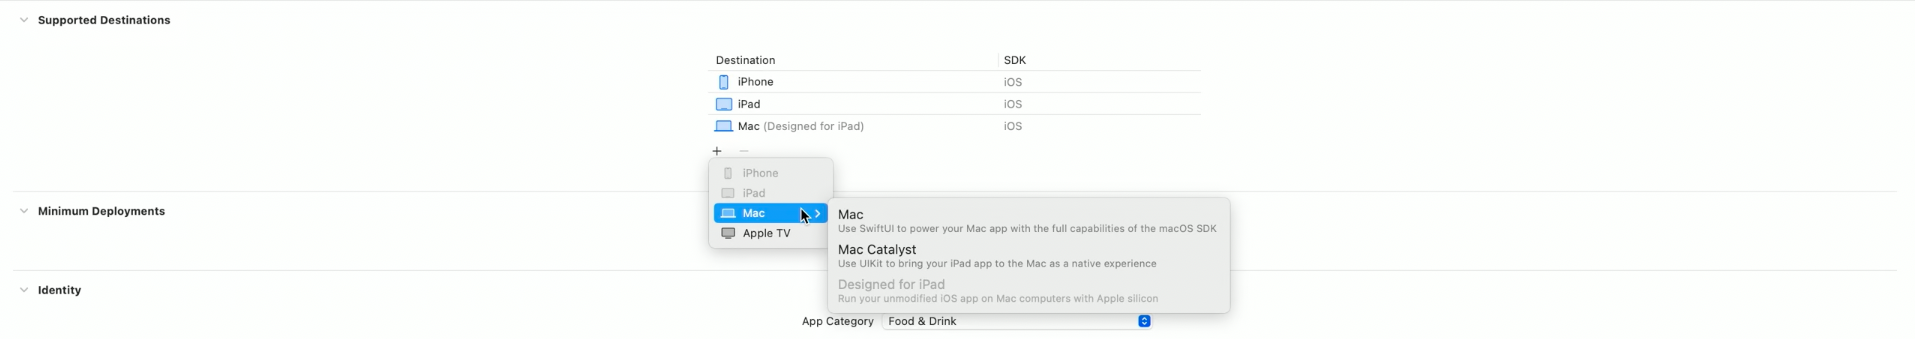 Supported Destinations
Destination SDK
iPhone iOS
iPad iOS
Mac (Designed for iPad) iOS
+ −
iPhone
iPad
Mac
Apple TV
Mac
Use SwiftUI to power your Mac app with the full capabilities of the macOS SDK
Mac Catalyst
Use UIKit to bring your iPad app to the Mac as a native experience
Designed for iPad
Run your unmodified iOS app on Mac computers with Apple silicon
Minimum Deployments
Identity
App Category Food & Drink